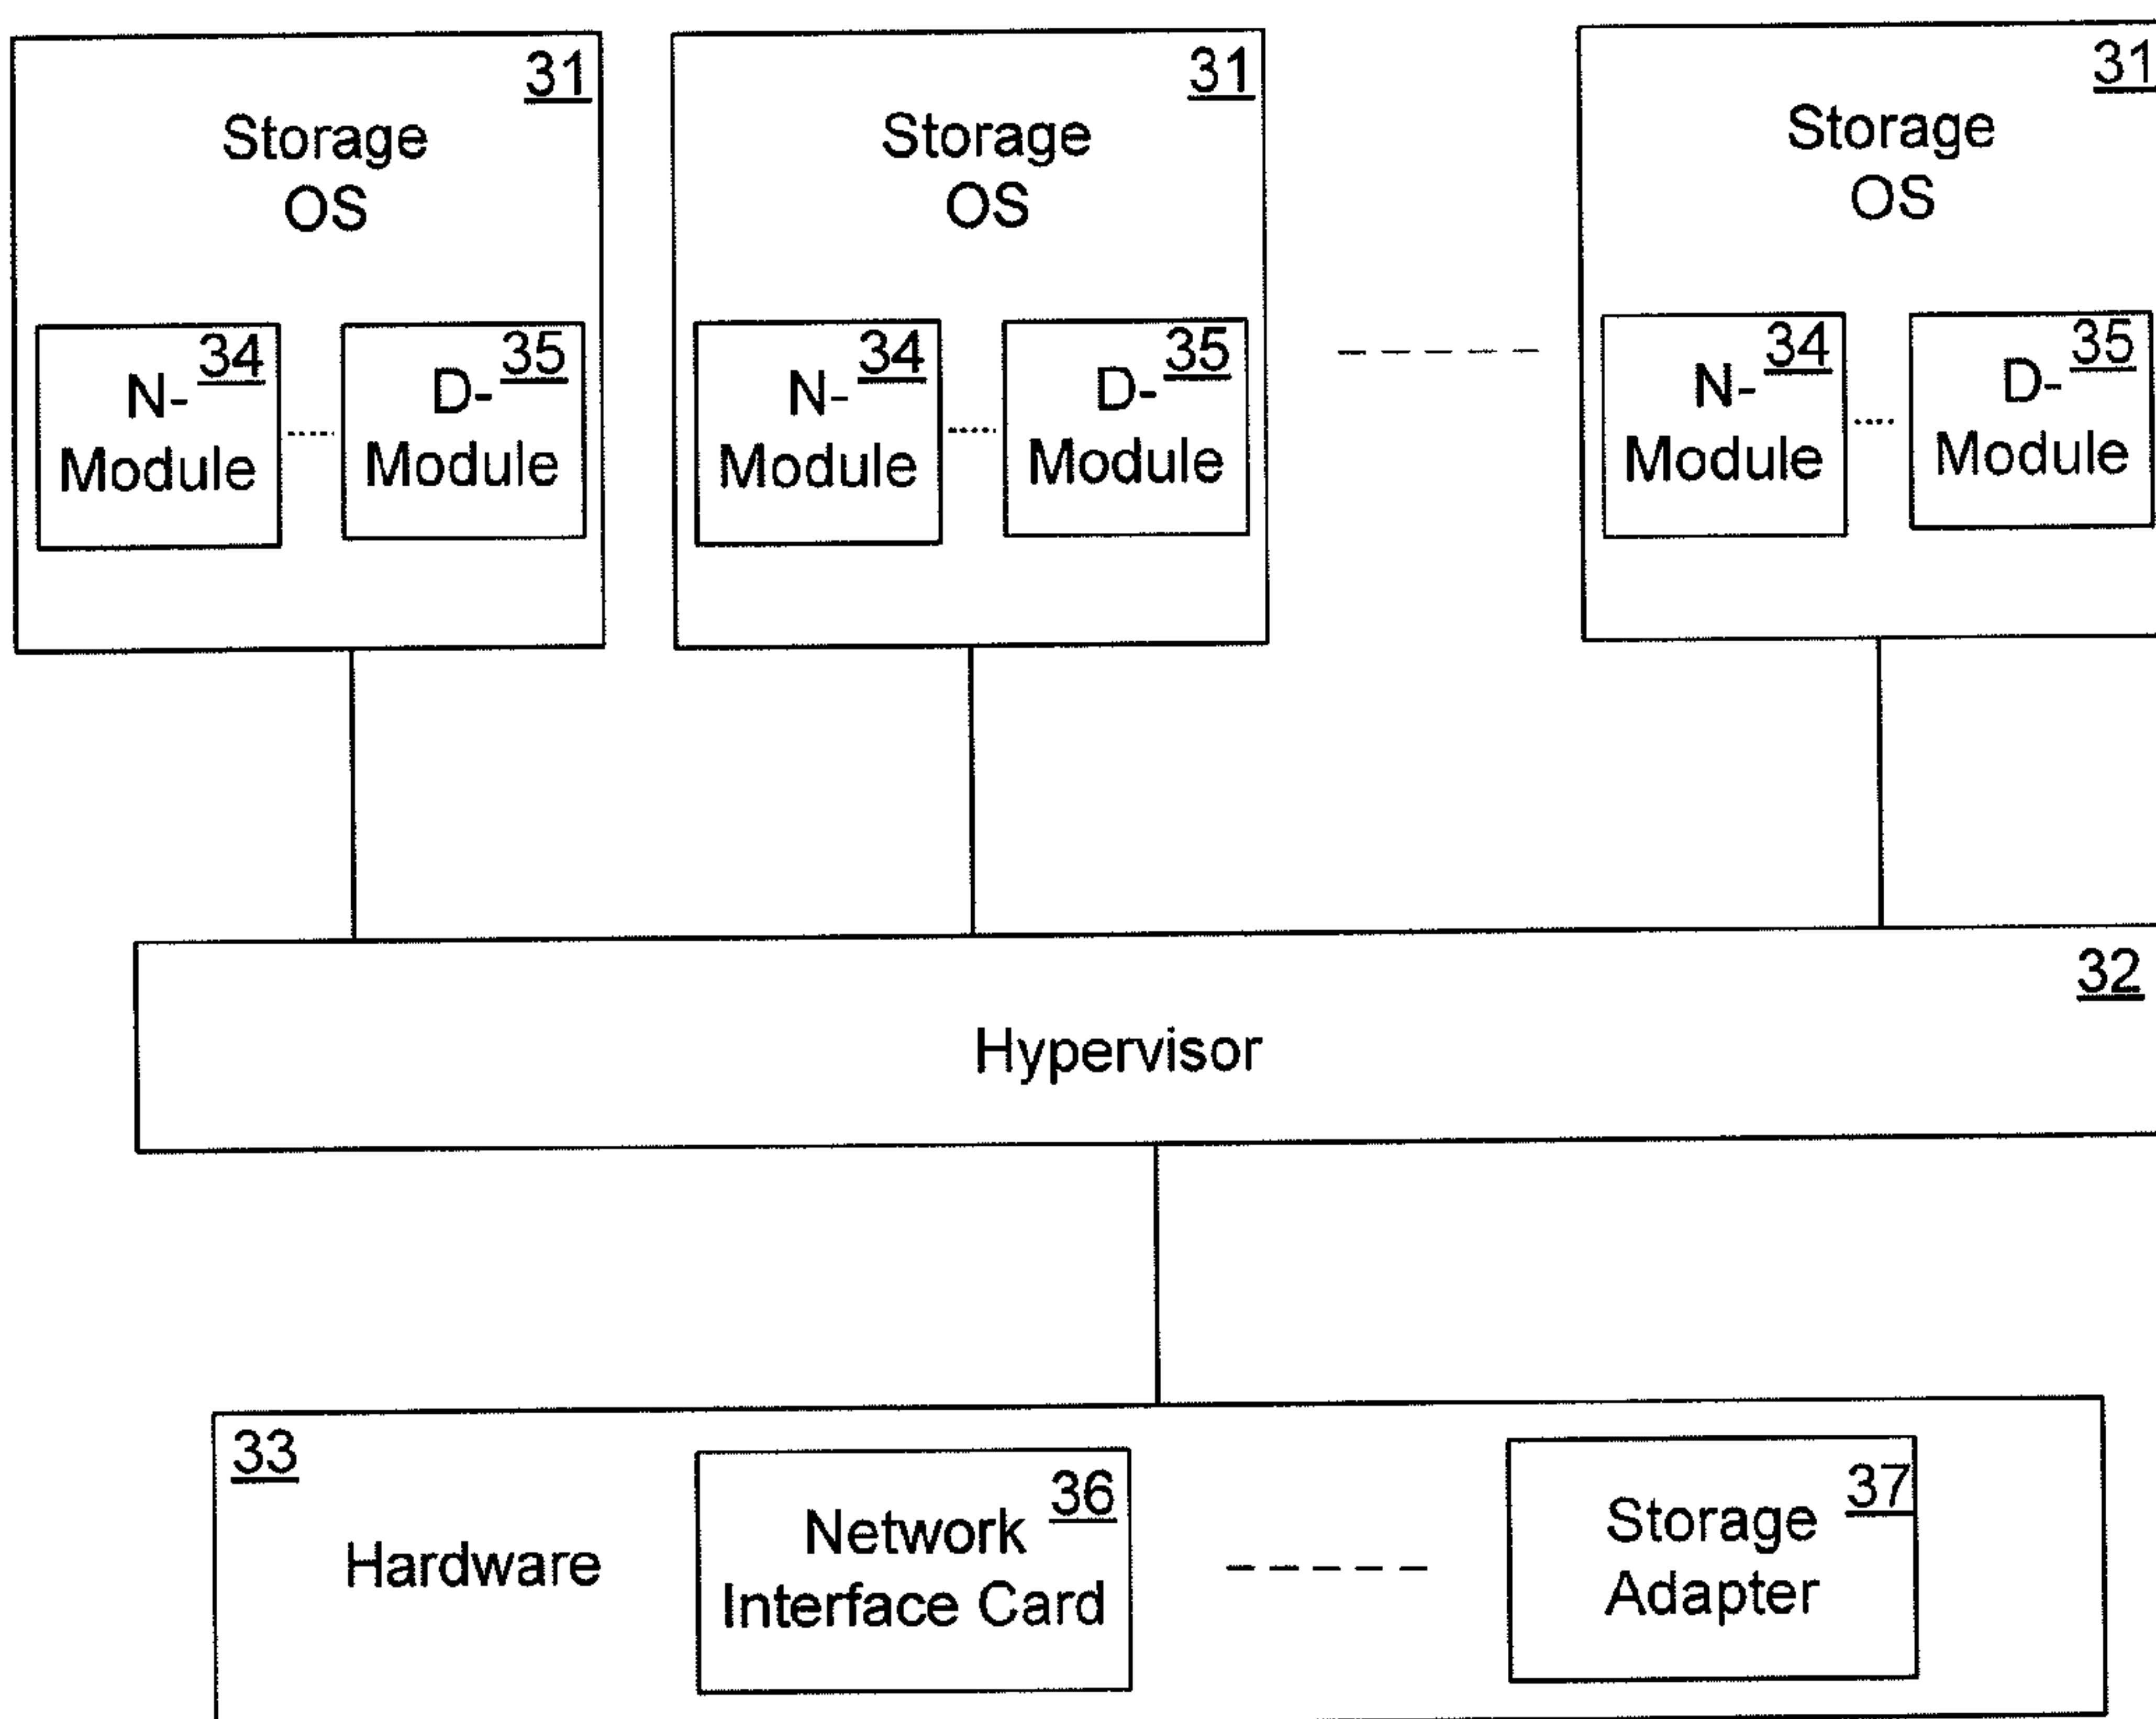 31
Storage
OS
34
N-
Module
35
D-
Module
31
Storage
OS
34
N-
Module
35
D-
Module
31
Storage
OS
34
N-
Module
35
D-
Module
32
Hypervisor
33
Hardware
36
Network
Interface Card
37
Storage
Adapter